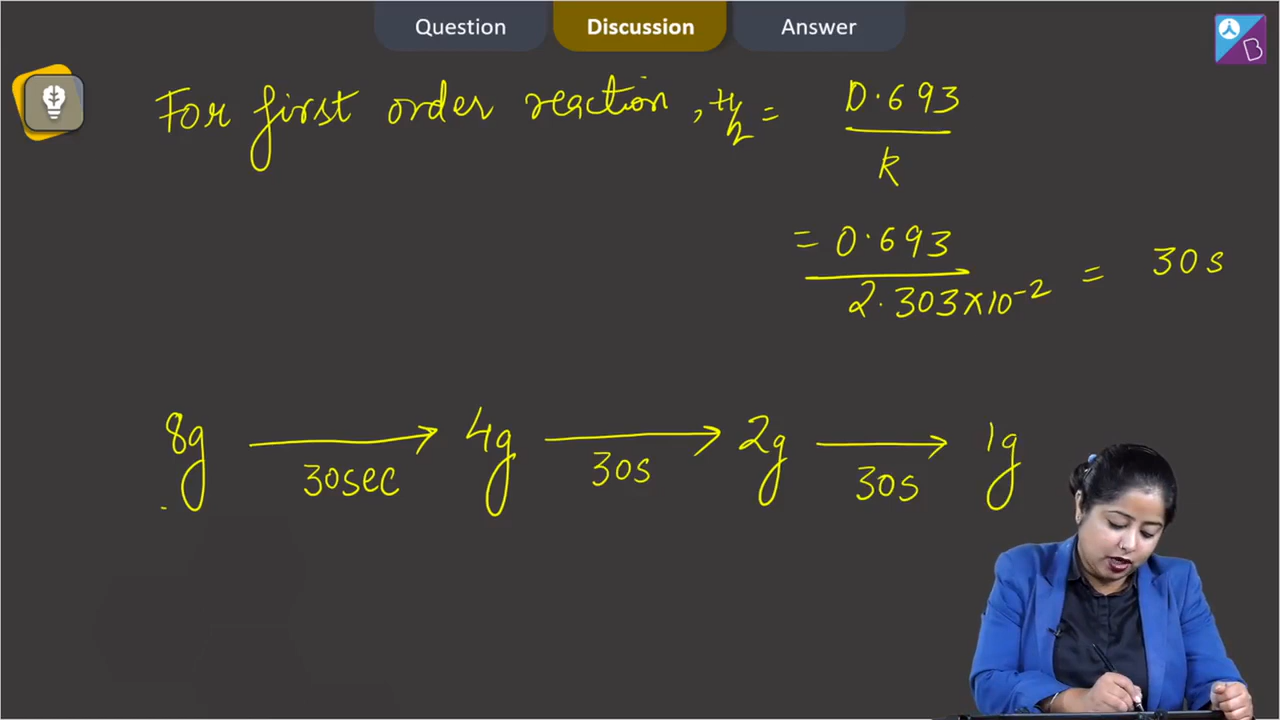 Question Discussion Answer
B
For first order reaction, t1/2 = 0.693
k
= 0.693
2.303×10⁻² = 30s
8g → 4g → 2g → 1g
30sec 30s 30s